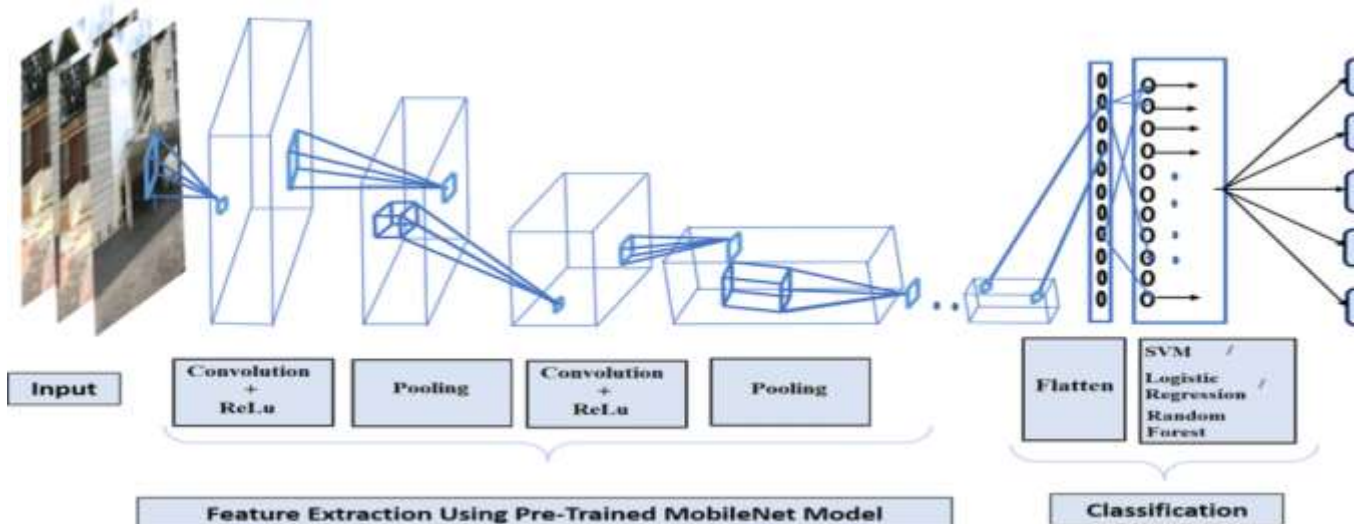 Input
Convolution
+
ReLu
Pooling
Convolution
+
ReLu
Pooling
Flatten
SVM /
Logistic
Regression /
Random
Forest
Feature Extraction Using Pre-Trained MobileNet Model
Classification